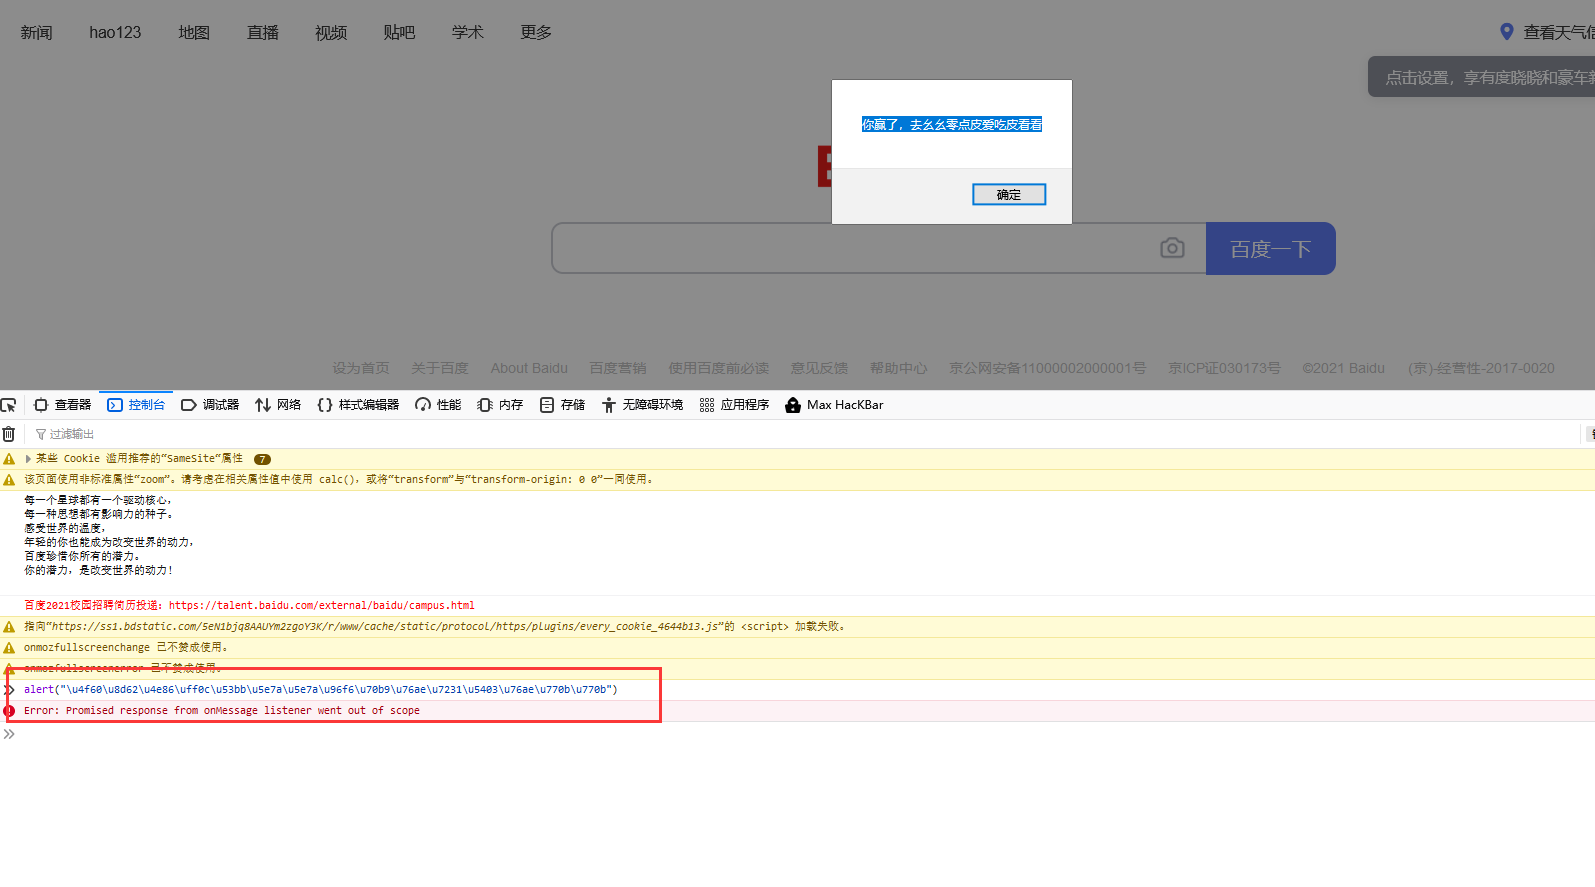 新闻 hao123 地图 直播 视频 贴吧 学术 更多 查看天气信
点击设置，享有度晓晓和豪车
你赢了，去幺幺零点皮爱吃皮看看
确定
百度一下
设为首页 关于百度 About Baidu 百度营销 使用百度前必读 意见反馈 帮助中心 京公网安备11000002000001号 京ICP证030173号 ©2021 Baidu (京)-经营性-2017-0020
查看器 控制台 调试器 网络 样式编辑器 性能 内存 存储 无障碍环境 应用程序 Max HacKBar
过滤输出
某些 Cookie 滥用推荐的“SameSite“属性 7
该页面使用非标准属性“zoom”。请考虑在相关属性值中使用 calc()，或将“transform”与“transform-origin: 0 0”一同使用。
每一个星球都有一个驱动核心，
每一种思想都有影响力的种子。
感受世界的温度，
年轻的你也能成为改变世界的动力，
百度珍惜你所有的潜力。
你的潜力，是改变世界的动力！
百度2021校园招聘简历投递：https://talent.baidu.com/external/baidu/campus.html
指向“https://ss1.bdstatic.com/5eN1bjq8AAUYm2zgoY3K/r/www/cache/static/protocol/https/plugins/every_cookie_4644b13.js”的 <script> 加载失败。
onmozfullscreenchange 已不赞成使用。
onmozfullscreenerror 已不赞成使用。
alert("\u4f60\u8d62\u4e86\uff0c\u53bb\u5e7a\u5e7a\u96f6\u70b9\u76ae\u7231\u5403\u76ae\u770b\u770b")
Error: Promised response from onMessage listener went out of scope